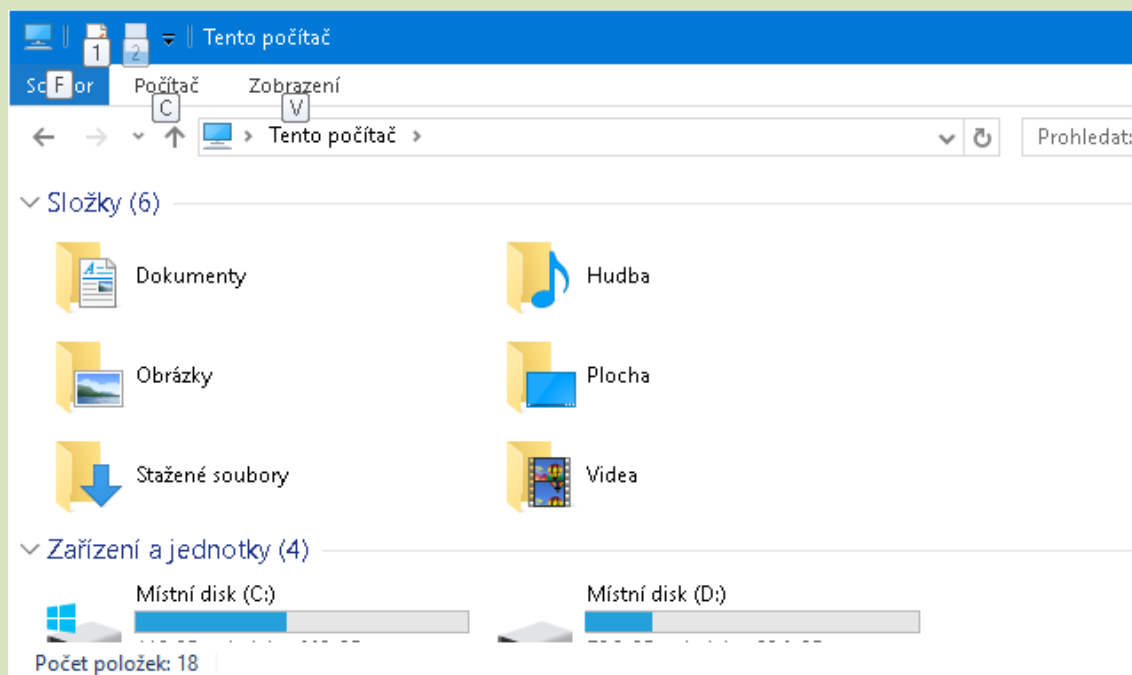 1 2 Tento počítač
F Počítač Zobrazení
C V
Tento počítač Prohledat:
Složky (6)
Dokumenty Hudba
Obrázky Plocha
Stažené soubory Videa
Zařízení a jednotky (4)
Místní disk (C:) Místní disk (D:)
Počet položek: 18